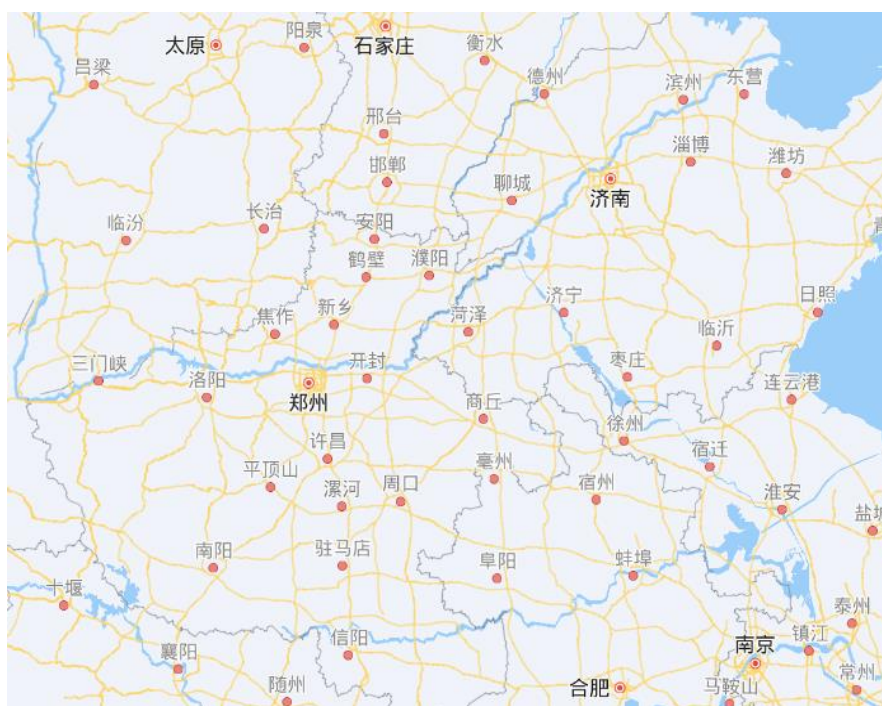 太原
阳泉
石家庄
衡水
吕梁
德州
滨州
东营
邢台
淄博
潍坊
邯郸
聊城
济南
临汾
长治
安阳
青
鹤壁
濮阳
济宁
日照
焦作
新乡
菏泽
临沂
三门峡
洛阳
开封
枣庄
连云港
郑州
商丘
徐州
许昌
宿迁
平顶山
亳州
漯河
周口
宿州
淮安
盐城
南阳
驻马店
阜阳
蚌埠
十堰
泰州
信阳
襄阳
南京
镇江
随州
合肥
马鞍山
常州